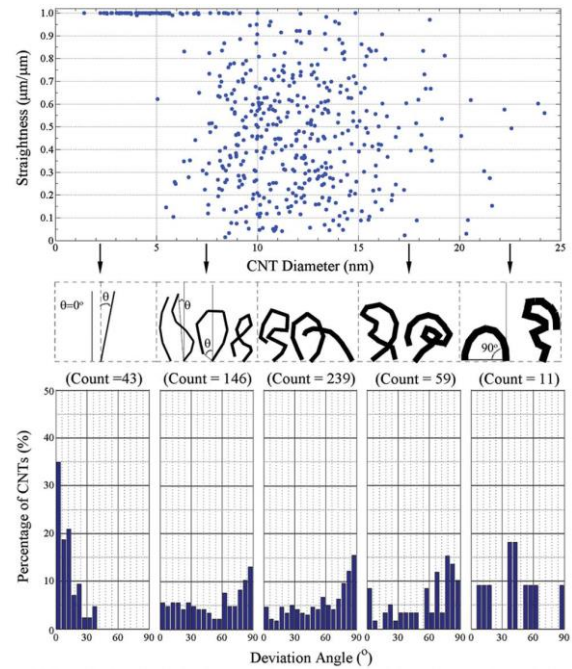 1.0
0.9
0.8
0.7
0.6
0.5
0.4
0.3
0.2
0.1
0
Straightness (μm/μm)
0 5 10 15 20 25
CNT Diameter (nm)
θ=0° θ θ θ 90°
(Count =43) (Count = 146) (Count = 239) (Count = 59) (Count = 11)
50
40
30
20
10
0
Percentage of CNTs (%)
0 30 60 90 0 30 60 90 0 30 60 90 0 30 60 90 0 30 60 90
Deviation Angle (°)